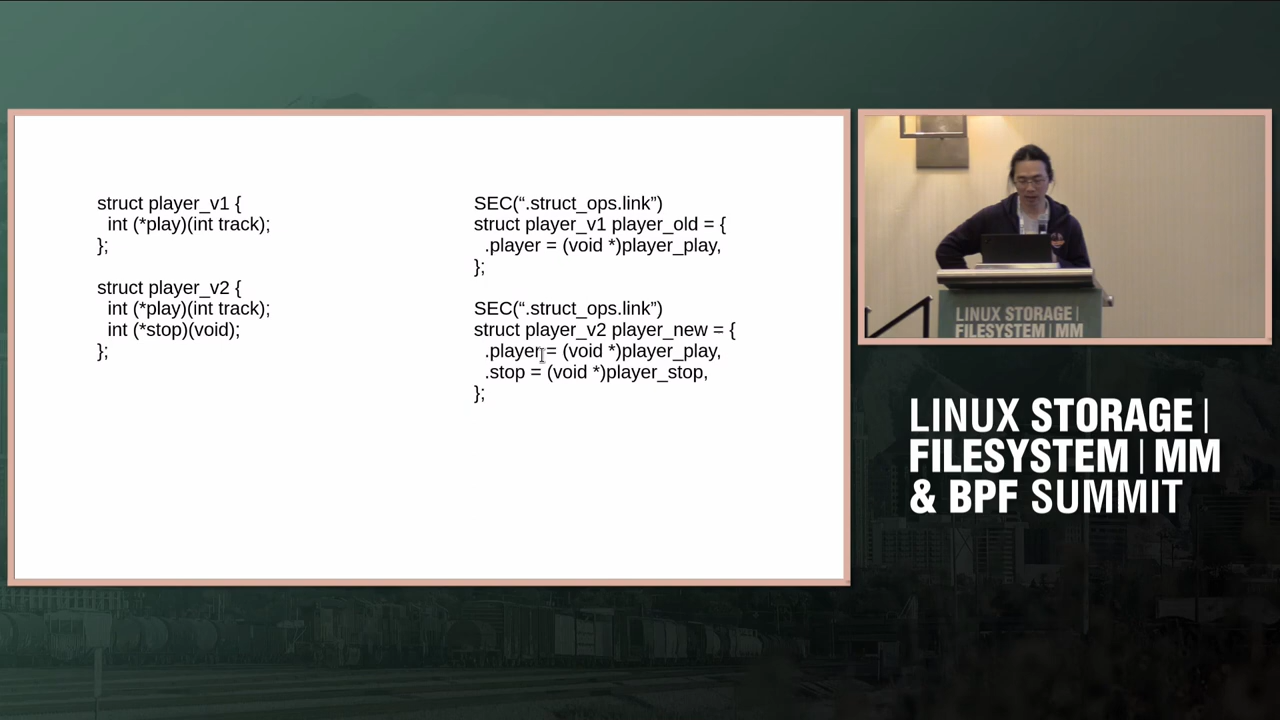 struct player_v1 {
int (*play)(int track);
};
struct player_v2 {
int (*play)(int track);
int (*stop)(void);
};
SEC(“.struct_ops.link”)
struct player_v1 player_old = {
.player = (void *)player_play,
};
SEC(“.struct_ops.link”)
struct player_v2 player_new = {
.player = (void *)player_play,
.stop = (void *)player_stop,
};
LINUX STORAGE|
FILESYSTEM|MM
LINUX STORAGE|
FILESYSTEM|MM
& BPF SUMMIT